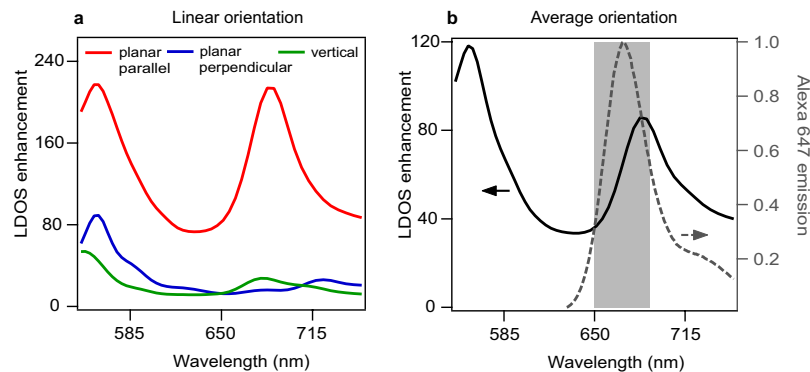 a Linear orientation
LDOS enhancement
240
160
80
0
planar parallel
planar perpendicular
vertical
585 650 715
Wavelength (nm)
b Average orientation
LDOS enhancement
120
80
40
0
1.0
0.8
0.6
0.4
0.2
Alexa 647 emission
585 650 715
Wavelength (nm)